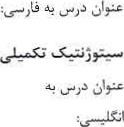 عنوان درس به فارسی:
سیتوژنتیک تکمیلی
عنوان درس به
انگلیسی: